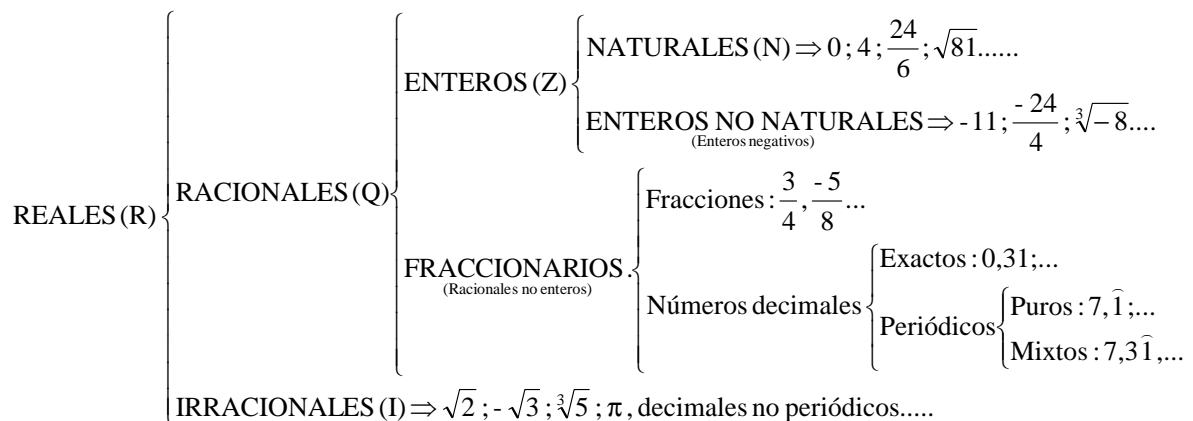 NATURALES (N) ⇒ 0 ; 4 ; 24/6 ; √81......
ENTEROS (Z)
ENTEROS NO NATURALES ⇒ -11 ; -24/4 ; ∛-8....
(Enteros negativos)
REALES (R)
RACIONALES (Q)
Fracciones : 3/4, -5/8...
FRACCIONARIOS.
(Racionales no enteros)
Números decimales
Exactos : 0,31;...
Periódicos
Puros : 7,1͡ ;...
Mixtos : 7,31͡ ,...
IRRACIONALES (I) ⇒ √2 ; -√3 ; ∛5 ; π , decimales no periódicos.....